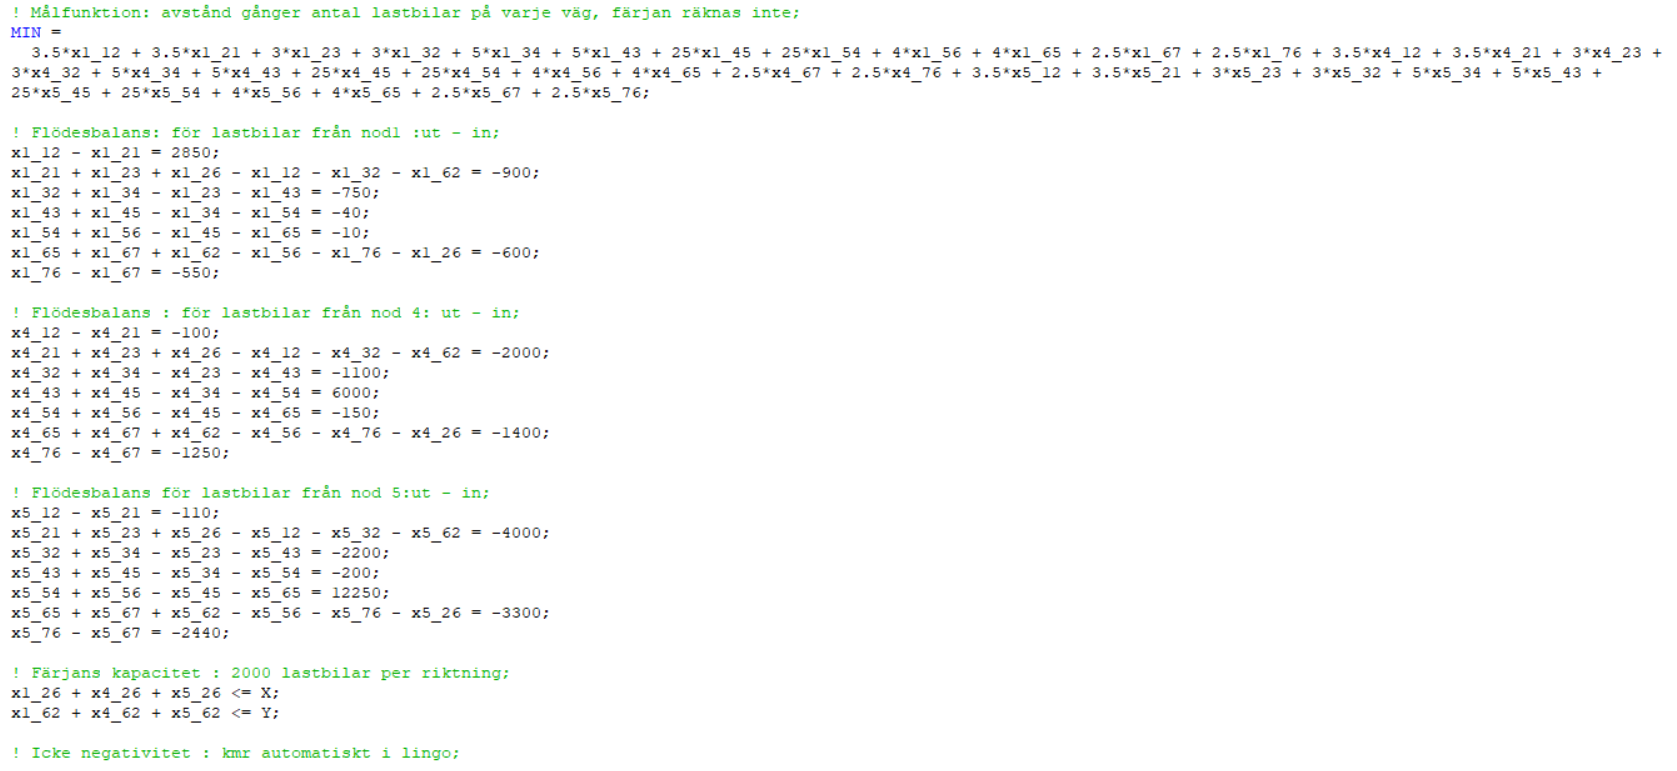 ! Målfunktion: avstånd gånger antal lastbilar på varje väg, färjan räknas inte;
MIN =
3.5*x1_12 + 3.5*x1_21 + 3*x1_23 + 3*x1_32 + 5*x1_34 + 5*x1_43 + 25*x1_45 + 25*x1_54 + 4*x1_56 + 4*x1_65 + 2.5*x1_67 + 2.5*x1_76 + 3.5*x4_12 + 3.5*x4_21 + 3*x4_23 +
3*x4_32 + 5*x4_34 + 5*x4_43 + 25*x4_45 + 25*x4_54 + 4*x4_56 + 4*x4_65 + 2.5*x4_67 + 2.5*x4_76 + 3.5*x5_12 + 3.5*x5_21 + 3*x5_23 + 3*x5_32 + 5*x5_34 + 5*x5_43 +
25*x5_45 + 25*x5_54 + 4*x5_56 + 4*x5_65 + 2.5*x5_67 + 2.5*x5_76;
! Flödesbalans: för lastbilar från nod1 :ut - in;
x1_12 - x1_21 = 2850;
x1_21 + x1_23 + x1_26 - x1_12 - x1_32 - x1_62 = -900;
x1_32 + x1_34 - x1_23 - x1_43 = -750;
x1_43 + x1_45 - x1_34 - x1_54 = -40;
x1_54 + x1_56 - x1_45 - x1_65 = -10;
x1_65 + x1_67 + x1_62 - x1_56 - x1_76 - x1_26 = -600;
x1_76 - x1_67 = -550;
! Flödesbalans : för lastbilar från nod 4: ut - in;
x4_12 - x4_21 = -100;
x4_21 + x4_23 + x4_26 - x4_12 - x4_32 - x4_62 = -2000;
x4_32 + x4_34 - x4_23 - x4_43 = -1100;
x4_43 + x4_45 - x4_34 - x4_54 = 6000;
x4_54 + x4_56 - x4_45 - x4_65 = -150;
x4_65 + x4_67 + x4_62 - x4_56 - x4_76 - x4_26 = -1400;
x4_76 - x4_67 = -1250;
! Flödesbalans för lastbilar från nod 5:ut - in;
x5_12 - x5_21 = -110;
x5_21 + x5_23 + x5_26 - x5_12 - x5_32 - x5_62 = -4000;
x5_32 + x5_34 - x5_23 - x5_43 = -2200;
x5_43 + x5_45 - x5_34 - x5_54 = -200;
x5_54 + x5_56 - x5_45 - x5_65 = 12250;
x5_65 + x5_67 + x5_62 - x5_56 - x5_76 - x5_26 = -3300;
x5_76 - x5_67 = -2440;
! Färjans kapacitet : 2000 lastbilar per riktning;
x1_26 + x4_26 + x5_26 <= X;
x1_62 + x4_62 + x5_62 <= Y;
! Icke negativitet : kmr automatiskt i lingo;